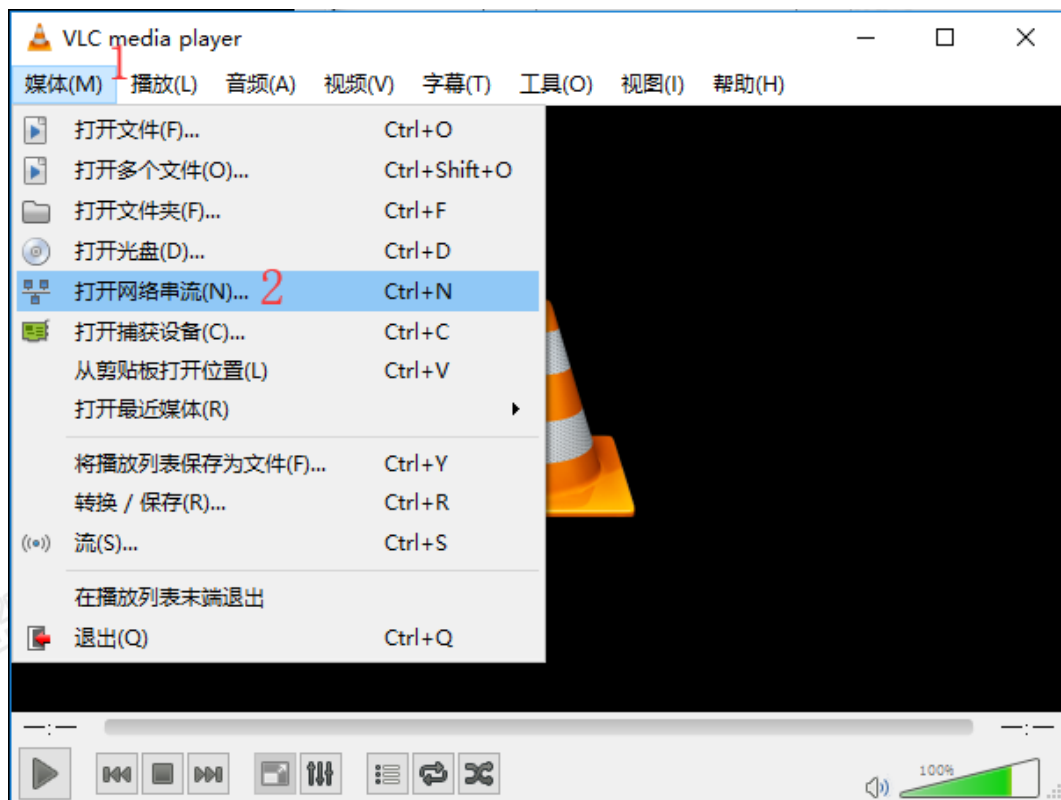 VLC media player
1
媒体(M) 播放(L) 音频(A) 视频(V) 字幕(T) 工具(O) 视图(I) 帮助(H)
打开文件(F)... Ctrl+O
打开多个文件(O)... Ctrl+Shift+O
打开文件夹(F)... Ctrl+F
打开光盘(D)... Ctrl+D
打开网络串流(N)... 2 Ctrl+N
打开捕获设备(C)... Ctrl+C
从剪贴板打开位置(L) Ctrl+V
打开最近媒体(R)
将播放列表保存为文件(F)... Ctrl+Y
转换 / 保存(R)... Ctrl+R
流(S)... Ctrl+S
在播放列表末端退出
退出(Q) Ctrl+Q
—:— —:—
100%